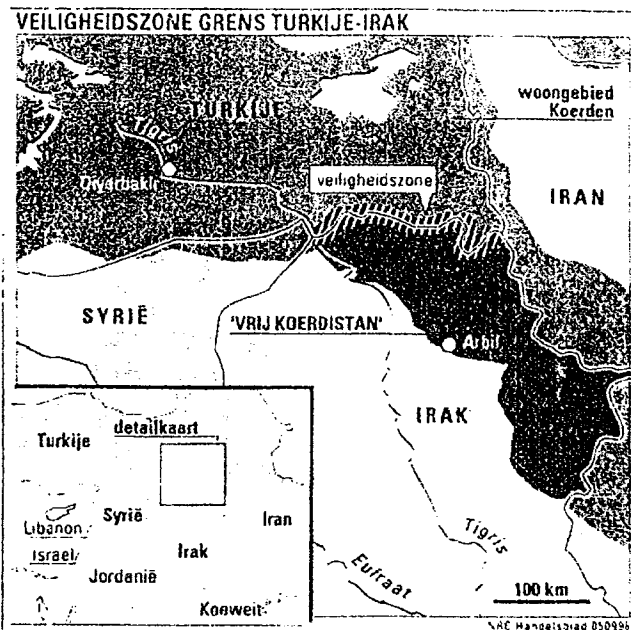 VEILIGHEIDSZONE GRENS TURKIJE-IRAK
woongebied
Koerden
TURKIJE
Tigris
Diyarbakir
veiligheidszone
IRAN
SYRIË
'VRIJ KOERDISTAN'
Arbil
IRAK
Tigris
Eufraat
100 km
Turkije
detailkaart
Syrië
Libanon
Israel
Irak
Iran
Jordanië
Koeweit
NRC Handelsblad 050996